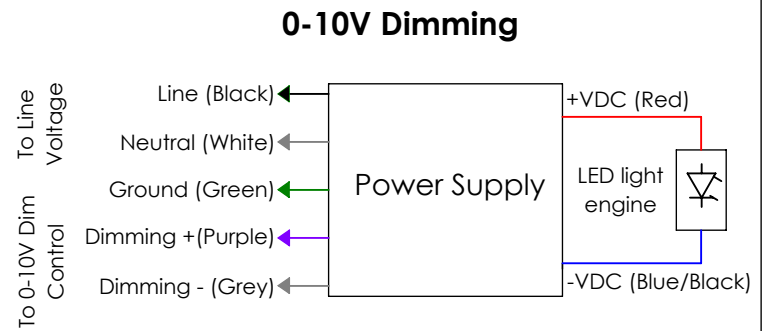 0-10V Dimming
To Line
Voltage
Line (Black)
Neutral (White)
Ground (Green)
To 0-10V Dim
Control
Dimming +(Purple)
Dimming - (Grey)
Power Supply
+VDC (Red)
LED light
engine
-VDC (Blue/Black)